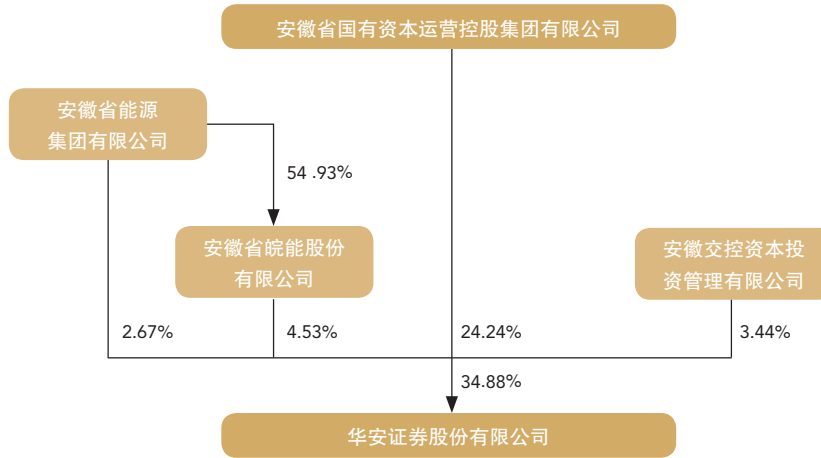 安徽省国有资本运营控股集团有限公司
安徽省能源
集团有限公司
54 .93%
安徽省皖能股份
有限公司
安徽交控资本投
资管理有限公司
2.67%
4.53%
24.24%
3.44%
34.88%
华安证券股份有限公司